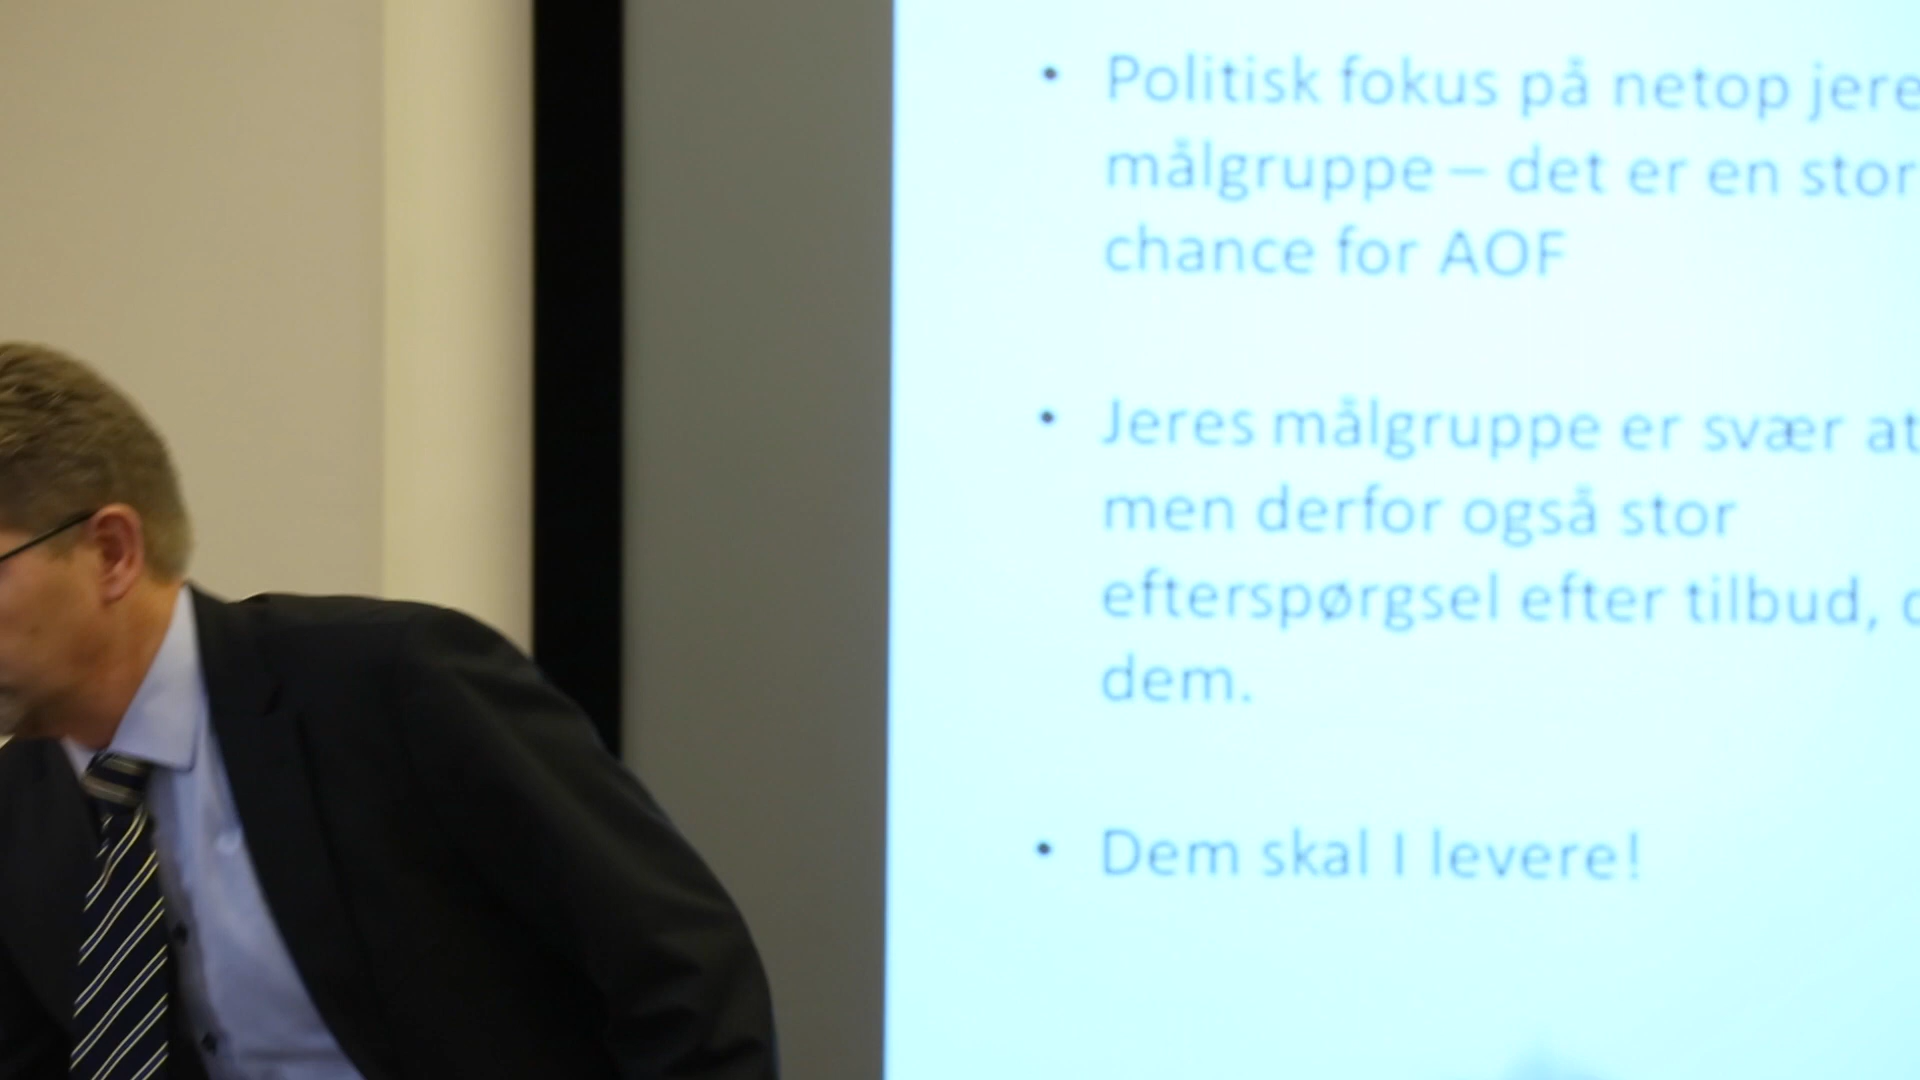 • Politisk fokus på netop jere
målgruppe – det er en stor
chance for AOF
• Jeres målgruppe er svær at
men derfor også stor
efterspørgsel efter tilbud,
dem.
• Dem skal I levere!